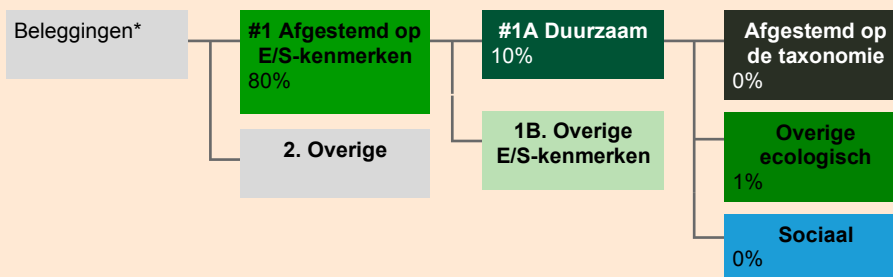 Beleggingen*
#1 Afgestemd op
E/S-kenmerken
80%
2. Overige
#1A Duurzaam
10%
1B. Overige
E/S-kenmerken
Afgestemd op
de taxonomie
0%
Overige
ecologisch
1%
Sociaal
0%